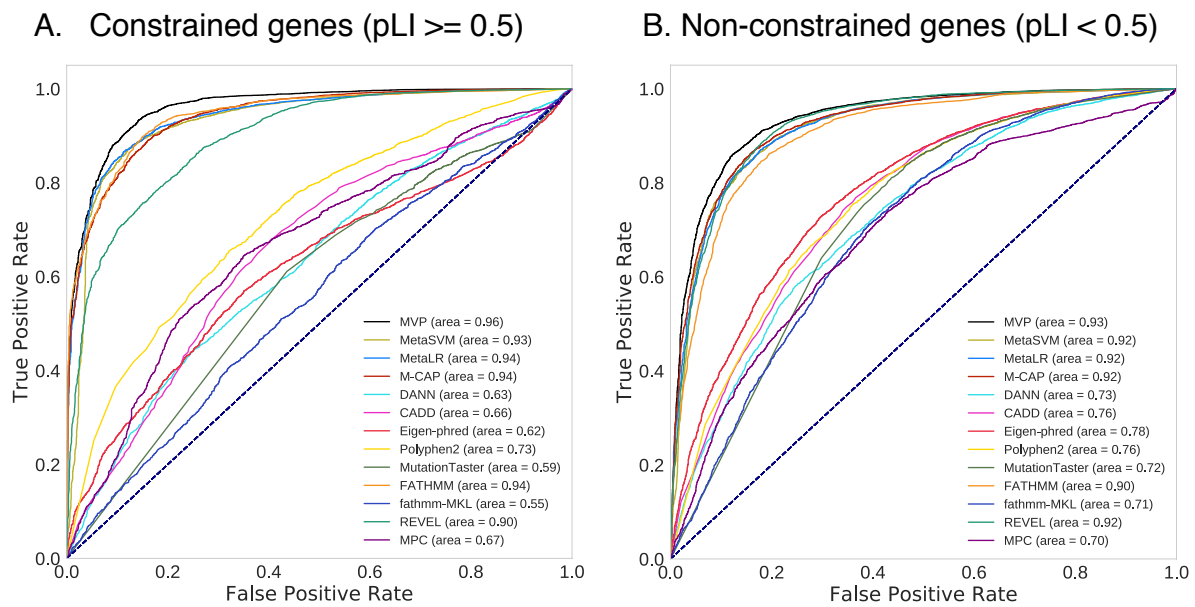 A. Constrained genes (pLI >= 0.5)
1.0
0.8
0.6
0.4
0.2
0.0
True Positive Rate
0.0 0.2 0.4 0.6 0.8 1.0
False Positive Rate
MVP (area = 0.96)
MetaSVM (area = 0.93)
MetaLR (area = 0.94)
M-CAP (area = 0.94)
DANN (area = 0.63)
CADD (area = 0.66)
Eigen-phred (area = 0.62)
Polyphen2 (area = 0.73)
MutationTaster (area = 0.59)
FATHMM (area = 0.94)
fathmm-MKL (area = 0.55)
REVEL (area = 0.90)
MPC (area = 0.67)
B. Non-constrained genes (pLI < 0.5)
1.0
0.8
0.6
0.4
0.2
0.0
True Positive Rate
0.0 0.2 0.4 0.6 0.8 1.0
False Positive Rate
MVP (area = 0.93)
MetaSVM (area = 0.92)
MetaLR (area = 0.92)
M-CAP (area = 0.92)
DANN (area = 0.73)
CADD (area = 0.76)
Eigen-phred (area = 0.78)
Polyphen2 (area = 0.76)
MutationTaster (area = 0.72)
FATHMM (area = 0.90)
fathmm-MKL (area = 0.71)
REVEL (area = 0.92)
MPC (area = 0.70)